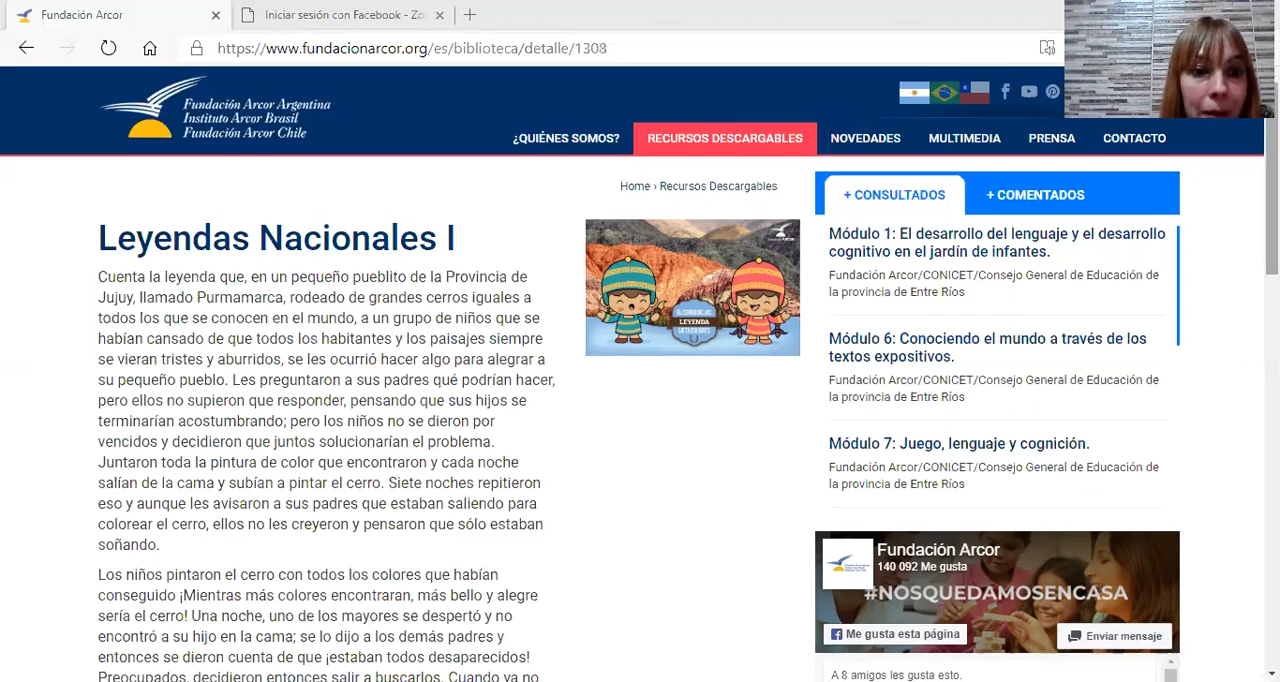 Fundación Arcor
Iniciar sesión con Facebook - Zo
https://www.fundacionarcor.org/es/biblioteca/detalle/1308
Fundación Arcor Argentina
Instituto Arcor Brasil
Fundación Arcor Chile
¿QUIÉNES SOMOS? RECURSOS DESCARGABLES NOVEDADES MULTIMEDIA PRENSA CONTACTO
Home › Recursos Descargables
Leyendas Nacionales I
Cuenta la leyenda que, en un pequeño pueblito de la Provincia de
Jujuy, llamado Purmamarca, rodeado de grandes cerros iguales a
todos los que se conocen en el mundo, a un grupo de niños que se
habían cansado de que todos los habitantes y los paisajes siempre
se vieran tristes y aburridos, se les ocurrió hacer algo para alegrar a
su pequeño pueblo. Les preguntaron a sus padres qué podrían hacer,
pero ellos no supieron que responder, pensando que sus hijos se
terminarían acostumbrando; pero los niños no se dieron por
vencidos y decidieron que juntos solucionarían el problema.
Juntaron toda la pintura de color que encontraron y cada noche
salían de la cama y subían a pintar el cerro. Siete noches repitieron
eso y aunque les avisaron a sus padres que estaban saliendo para
colorear el cerro, ellos no les creyeron y pensaron que sólo estaban
soñando.
Los niños pintaron el cerro con todos los colores que habían
conseguido ¡Mientras más colores encontraran, más bello y alegre
sería el cerro! Una noche, uno de los mayores se despertó y no
encontró a su hijo en la cama; se lo dijo a los demás padres y
entonces se dieron cuenta de que ¡estaban todos desaparecidos!
Preocupados, decidieron entonces salir a buscarlos. Cuando ya no
LEYENDA
+ CONSULTADOS
+ COMENTADOS
Módulo 1: El desarrollo del lenguaje y el desarrollo
cognitivo en el jardín de infantes.
Fundación Arcor/CONICET/Consejo General de Educación de
la provincia de Entre Ríos
Módulo 6: Conociendo el mundo a través de los
textos expositivos.
Fundación Arcor/CONICET/Consejo General de Educación de
la provincia de Entre Ríos
Módulo 7: Juego, lenguaje y cognición.
Fundación Arcor/CONICET/Consejo General de Educación de
la provincia de Entre Ríos
Fundación Arcor
140 092 Me gusta
#NOSQUEDAMOSENCASA
Me gusta esta página
Enviar mensaje
A 8 amigos les gusta esto.